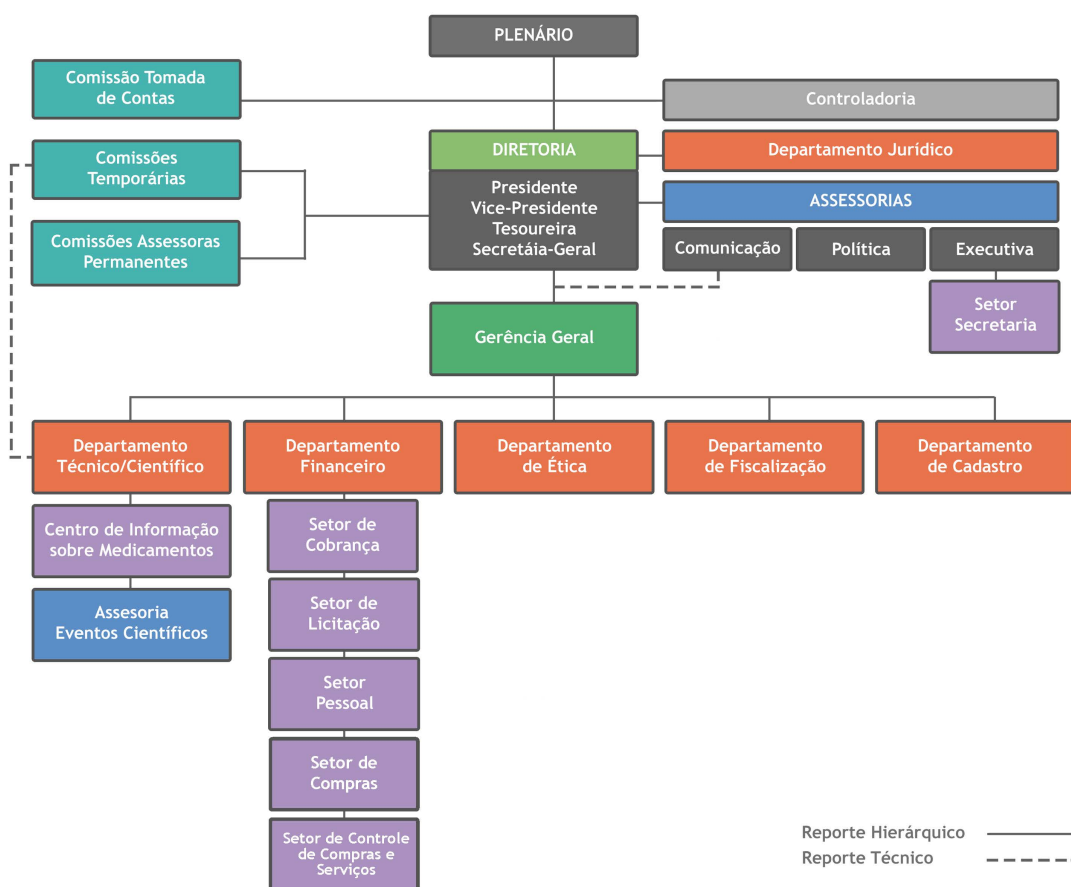 PLENÁRIO
Comissão Tomada
de Contas
Controladoria
Comissões
Temporárias
DIRETORIA
Departamento Jurídico
Presidente
Vice-Presidente
Tesoureira
Secretáia-Geral
ASSESSORIAS
Comissões Assessoras
Permanentes
Comunicação
Política
Executiva
Setor
Secretaria
Gerência Geral
Departamento
Técnico/Científico
Departamento
Financeiro
Departamento
de Ética
Departamento
de Fiscalização
Departamento
de Cadastro
Centro de Informação
sobre Medicamentos
Assesoria
Eventos Científicos
Setor de
Cobrança
Setor de
Licitação
Setor
Pessoal
Setor de
Compras
Setor de Controle
de Compras e
Serviços
Reporte Hierárquico
Reporte Técnico